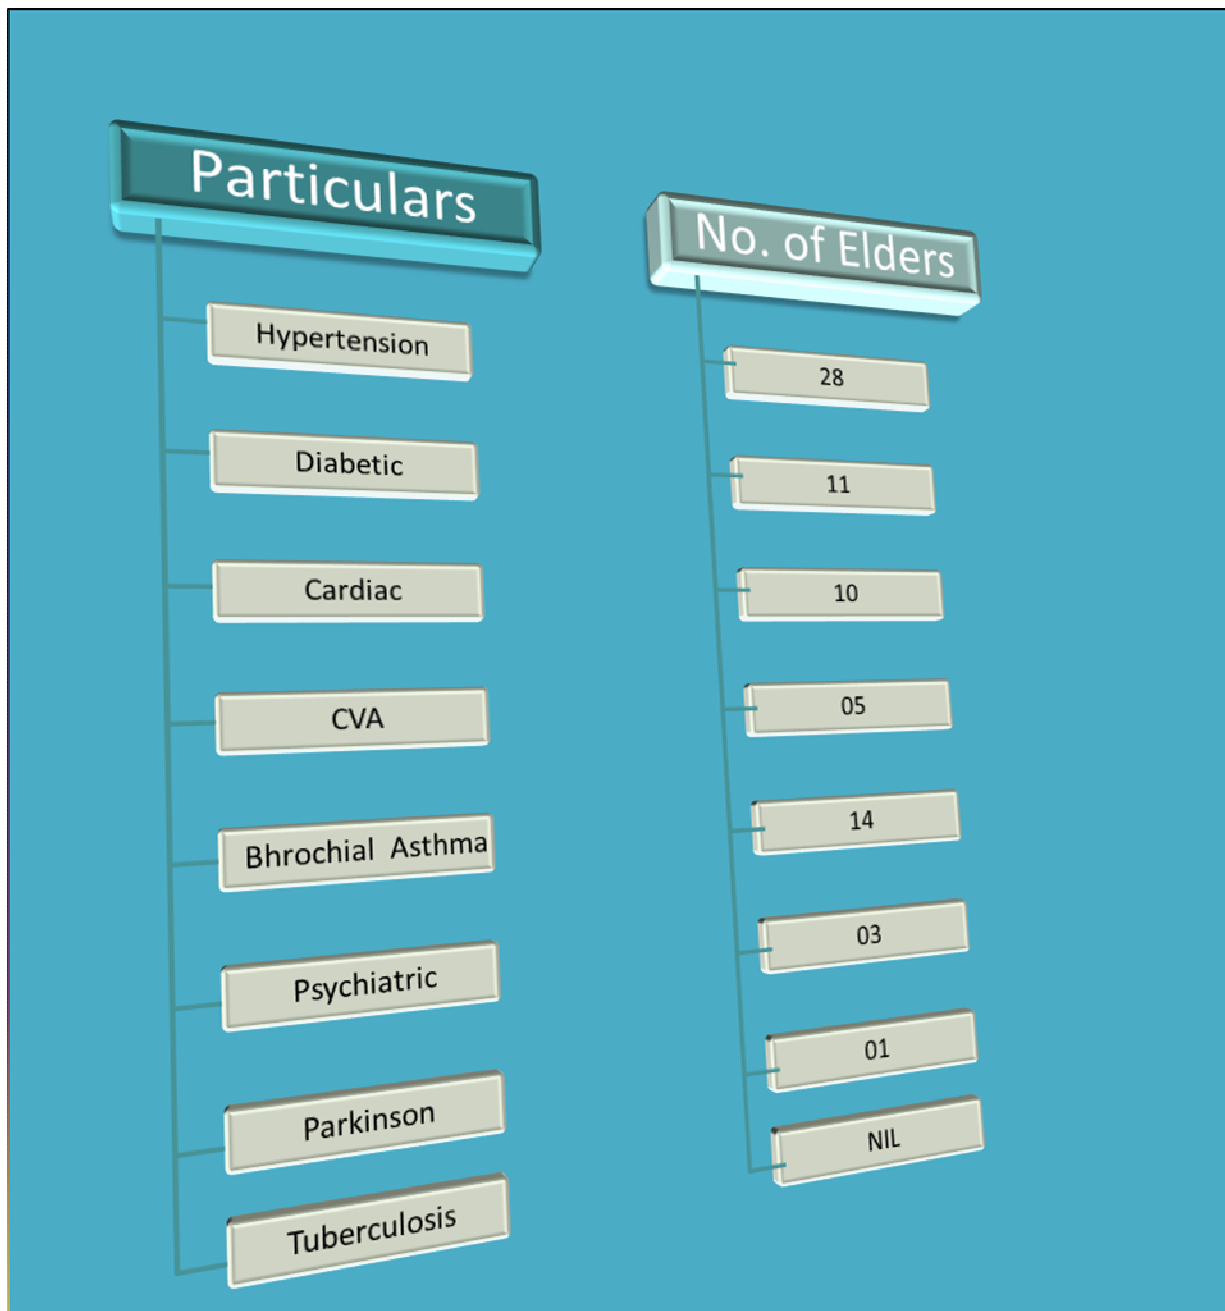 Particulars
Hypertension
Diabetic
Cardiac
CVA
Bhrochial Asthma
Psychiatric
Parkinson
Tuberculosis
No. of Elders
28
11
10
05
14
03
01
NIL